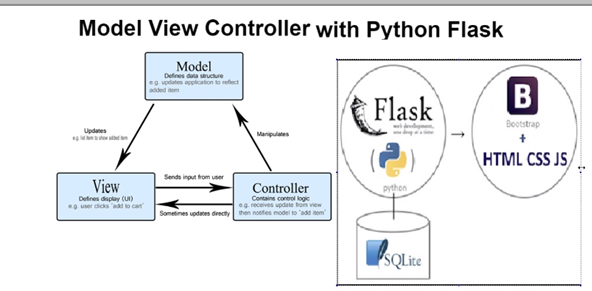 Model View Controller with Python Flask
Model
Defines data structure
e.g. updates application to reflect
added item
Updates
e.g. list item to show added item
Manipulates
View
Defines display (UI)
e.g. user clicks 'add to cart'
Sends input from user
Sometimes updates directly
Controller
Contains control logic
e.g. receives update from view
then notifies model to 'add item'
Flask
web development,
one drop at a time
python
SQLite
B
Bootstrap
+
HTML CSS JS